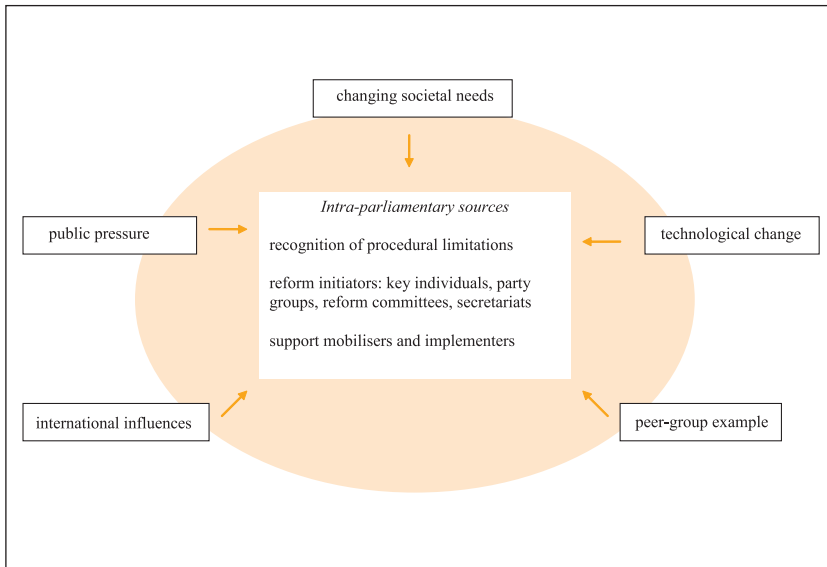 changing societal needs
public pressure
Intra-parliamentary sources
recognition of procedural limitations
reform initiators: key individuals, party
groups, reform committees, secretariats
support mobilisers and implementers
technological change
international influences
peer-group example